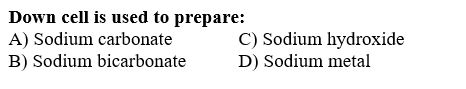 Down cell is used to prepare:
A) Sodium carbonate C) Sodium hydroxide
B) Sodium bicarbonate D) Sodium metal